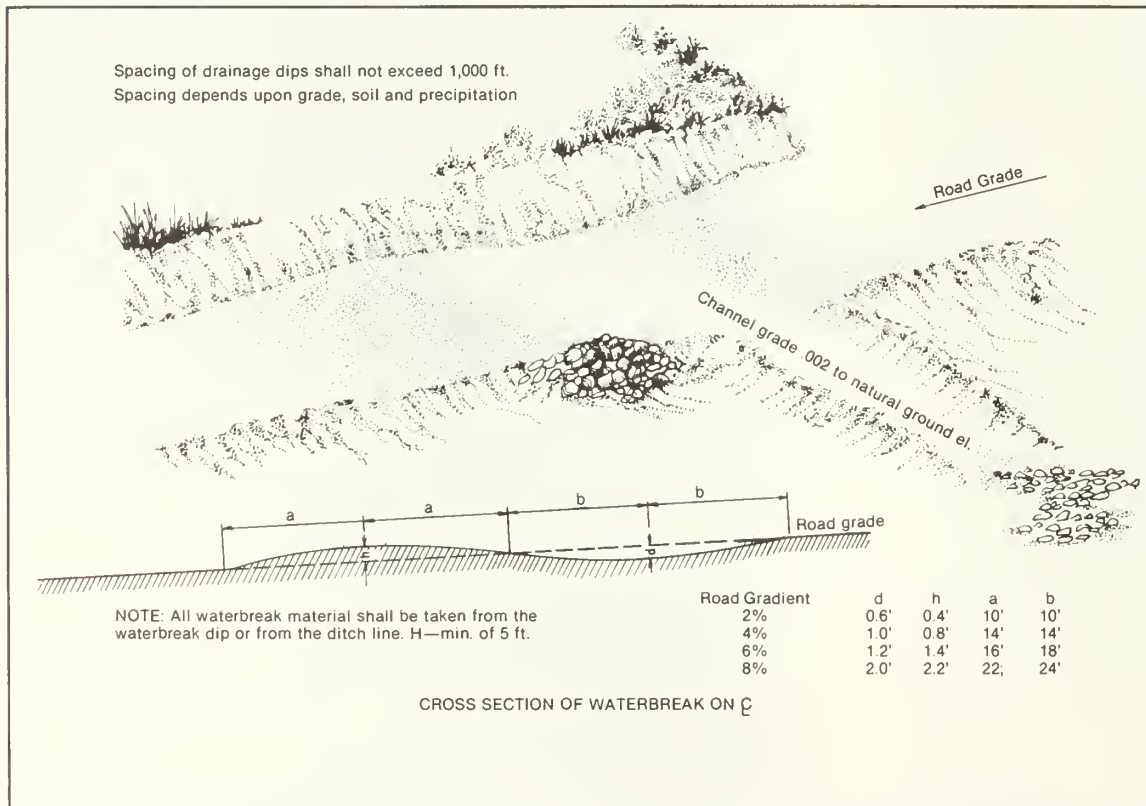 Spacing of drainage dips shall not exceed 1,000 ft.
Spacing depends upon grade, soil and precipitation
Road Grade
Channel grade .002 to natural ground el.
a a b b
Road grade
h d
NOTE: All waterbreak material shall be taken from the
waterbreak dip or from the ditch line. H—min. of 5 ft.
Road Gradient d h a b
2% 0.6' 0.4' 10' 10'
4% 1.0' 0.8' 14' 14'
6% 1.2' 1.4' 16' 18'
8% 2.0' 2.2' 22; 24'
CROSS SECTION OF WATERBREAK ON ℄